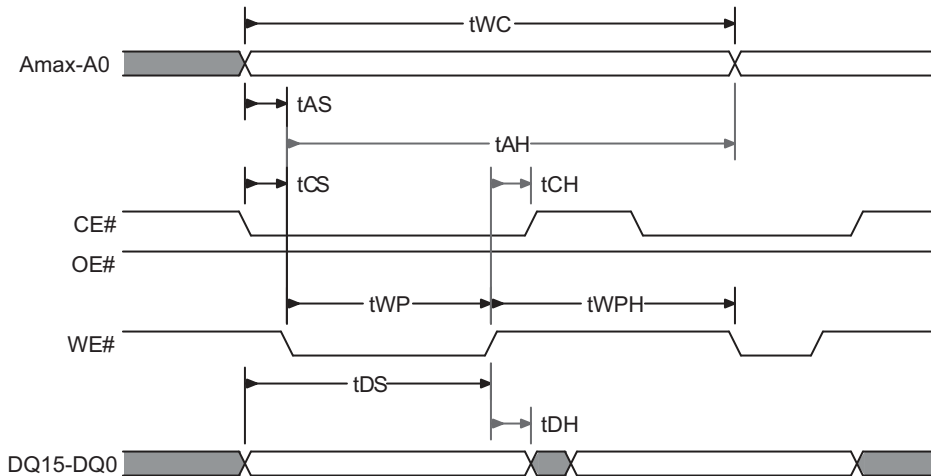 tWC
Amax-A0
tAS
tAH
tCS
tCH
CE#
OE#
tWP
tWPH
WE#
tDS
tDH
DQ15-DQ0